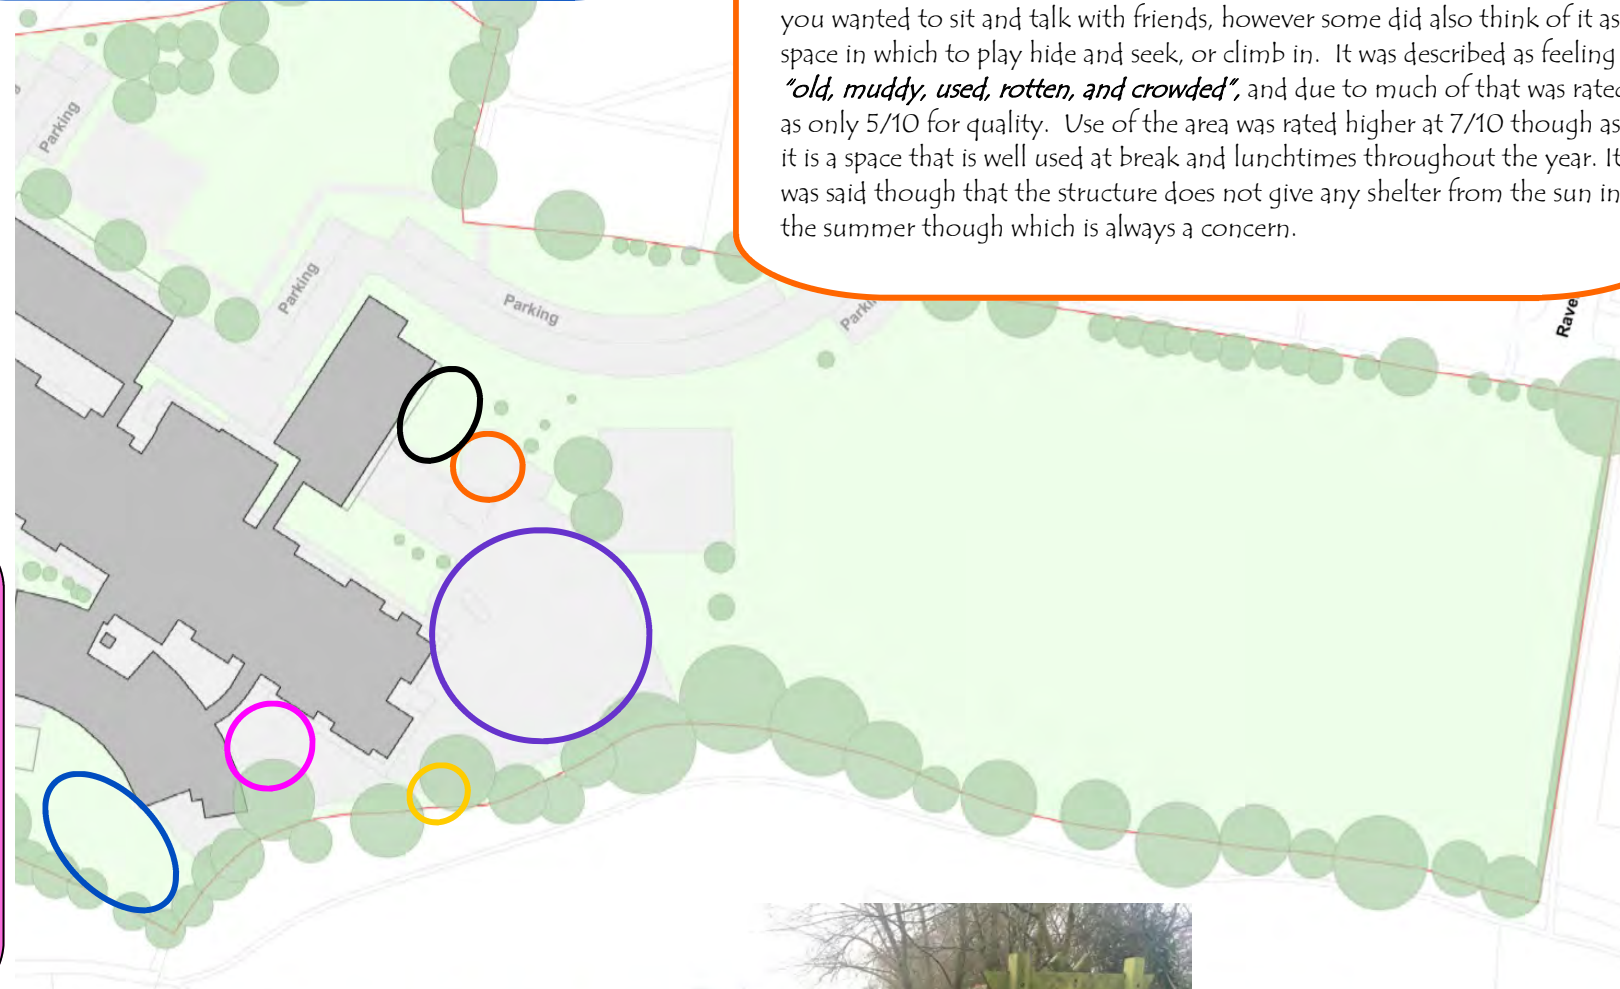 you wanted to sit and talk with friends, however some did also think of it as
space in which to play hide and seek, or climb in. It was described as feeling
"old, muddy, used, rotten, and crowded", and due to much of that was rated
as only 5/10 for quality. Use of the area was rated higher at 7/10 though as
it is a space that is well used at break and lunchtimes throughout the year. It
was said though that the structure does not give any shelter from the sun in
the summer though which is always a concern.
Parking
Parking
Parking